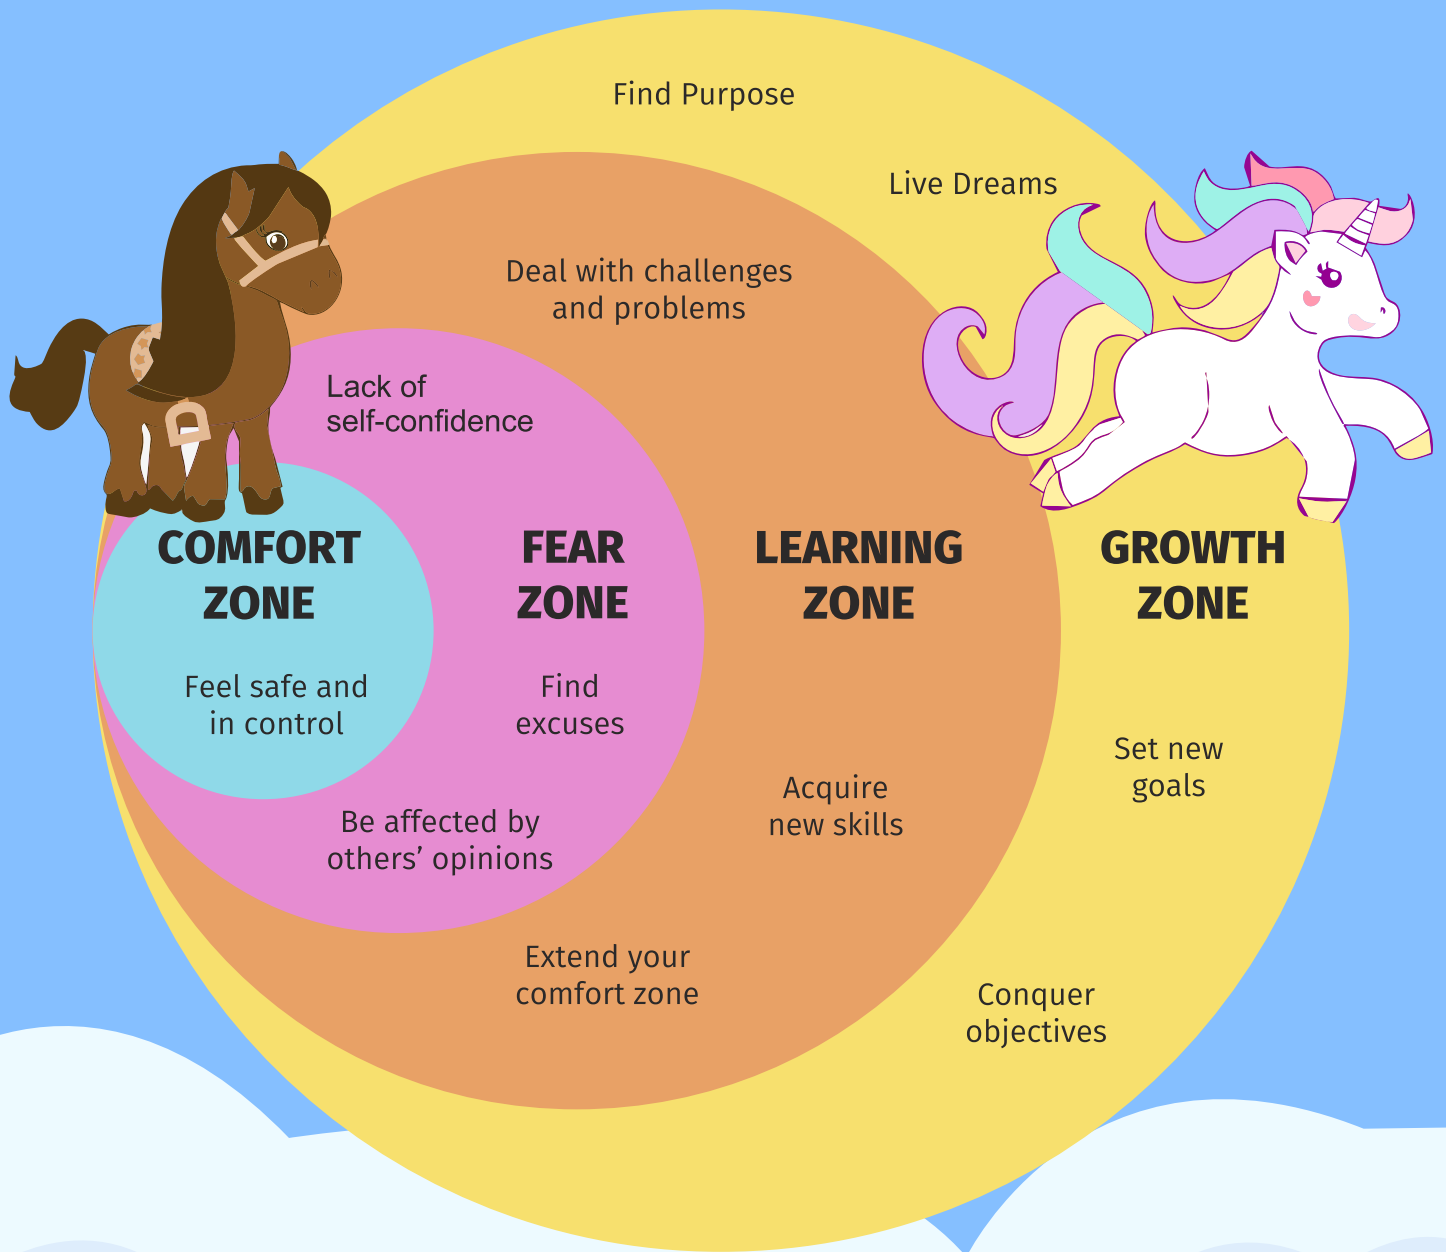 Find Purpose
Live Dreams
Deal with challenges
and problems
Lack of
self-confidence
COMFORT
ZONE
Feel safe and
in control
FEAR
ZONE
Find
excuses
Be affected by
others’ opinions
LEARNING
ZONE
Acquire
new skills
Extend your
comfort zone
GROWTH
ZONE
Set new
goals
Conquer
objectives